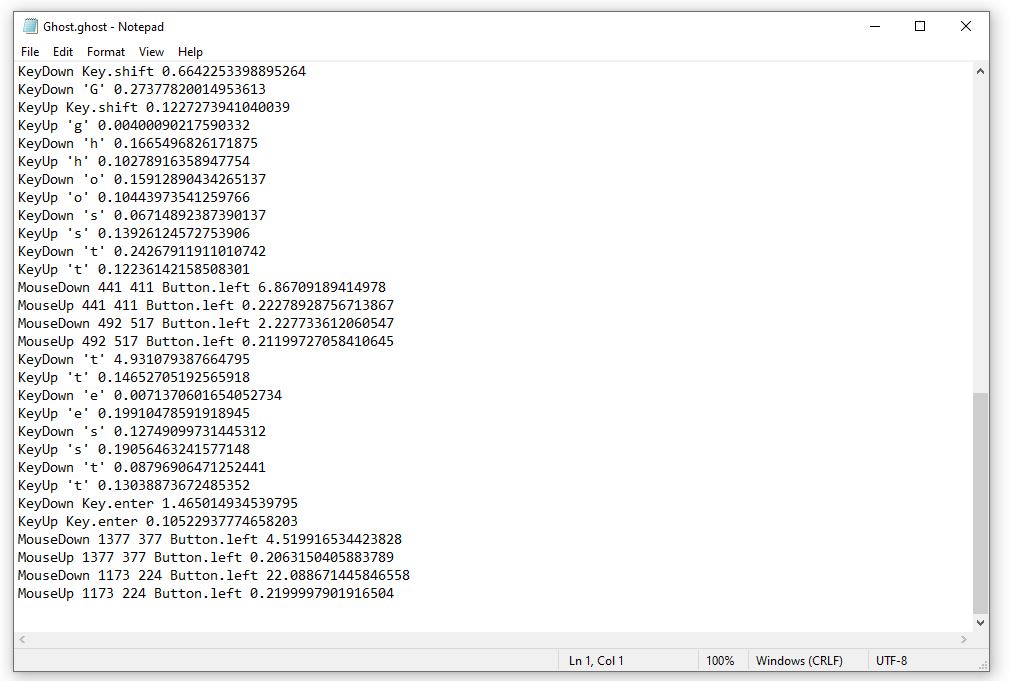 Ghost.ghost - Notepad
File Edit Format View Help
KeyDown Key.shift 0.6642253398895264
KeyDown 'G' 0.27377820014953613
KeyUp Key.shift 0.1227273941040039
KeyUp 'g' 0.00400090217590332
KeyDown 'h' 0.1665496826171875
KeyUp 'h' 0.10278916358947754
KeyDown 'o' 0.15912890434265137
KeyUp 'o' 0.10443973541259766
KeyDown 's' 0.06714892387390137
KeyUp 's' 0.13926124572753906
KeyDown 't' 0.24267911911010742
KeyUp 't' 0.12236142158508301
MouseDown 441 411 Button.left 6.86709189414978
MouseUp 441 411 Button.left 0.22278928756713867
MouseDown 492 517 Button.left 2.227733612060547
MouseUp 492 517 Button.left 0.21199727058410645
KeyDown 't' 4.931079387664795
KeyUp 't' 0.14652705192565918
KeyDown 'e' 0.0071370601654052734
KeyUp 'e' 0.19910478591918945
KeyDown 's' 0.12749099731445312
KeyUp 's' 0.19056463241577148
KeyDown 't' 0.08796906471252441
KeyUp 't' 0.13038873672485352
KeyDown Key.enter 1.465014934539795
KeyUp Key.enter 0.10522937774658203
MouseDown 1377 377 Button.left 4.519916534423828
MouseUp 1377 377 Button.left 0.2063150405883789
MouseDown 1173 224 Button.left 22.088671445846558
MouseUp 1173 224 Button.left 0.2199997901916504
Ln 1, Col 1 100% Windows (CRLF) UTF-8